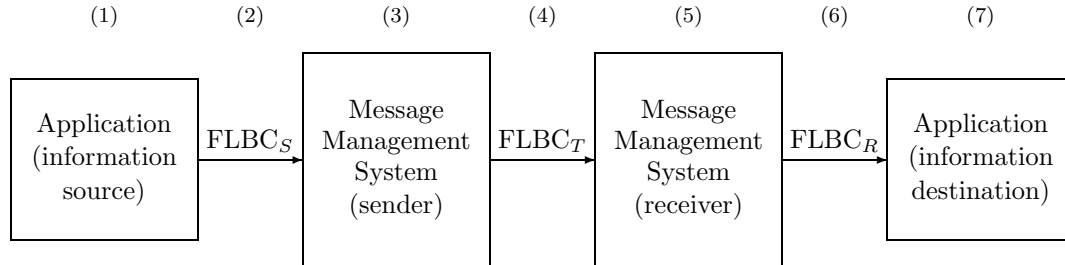 (1) (2) (3) (4) (5) (6) (7)
Application
(information
source)
FLBC_S
Message
Management
System
(sender)
FLBC_T
Message
Management
System
(receiver)
FLBC_R
Application
(information
destination)